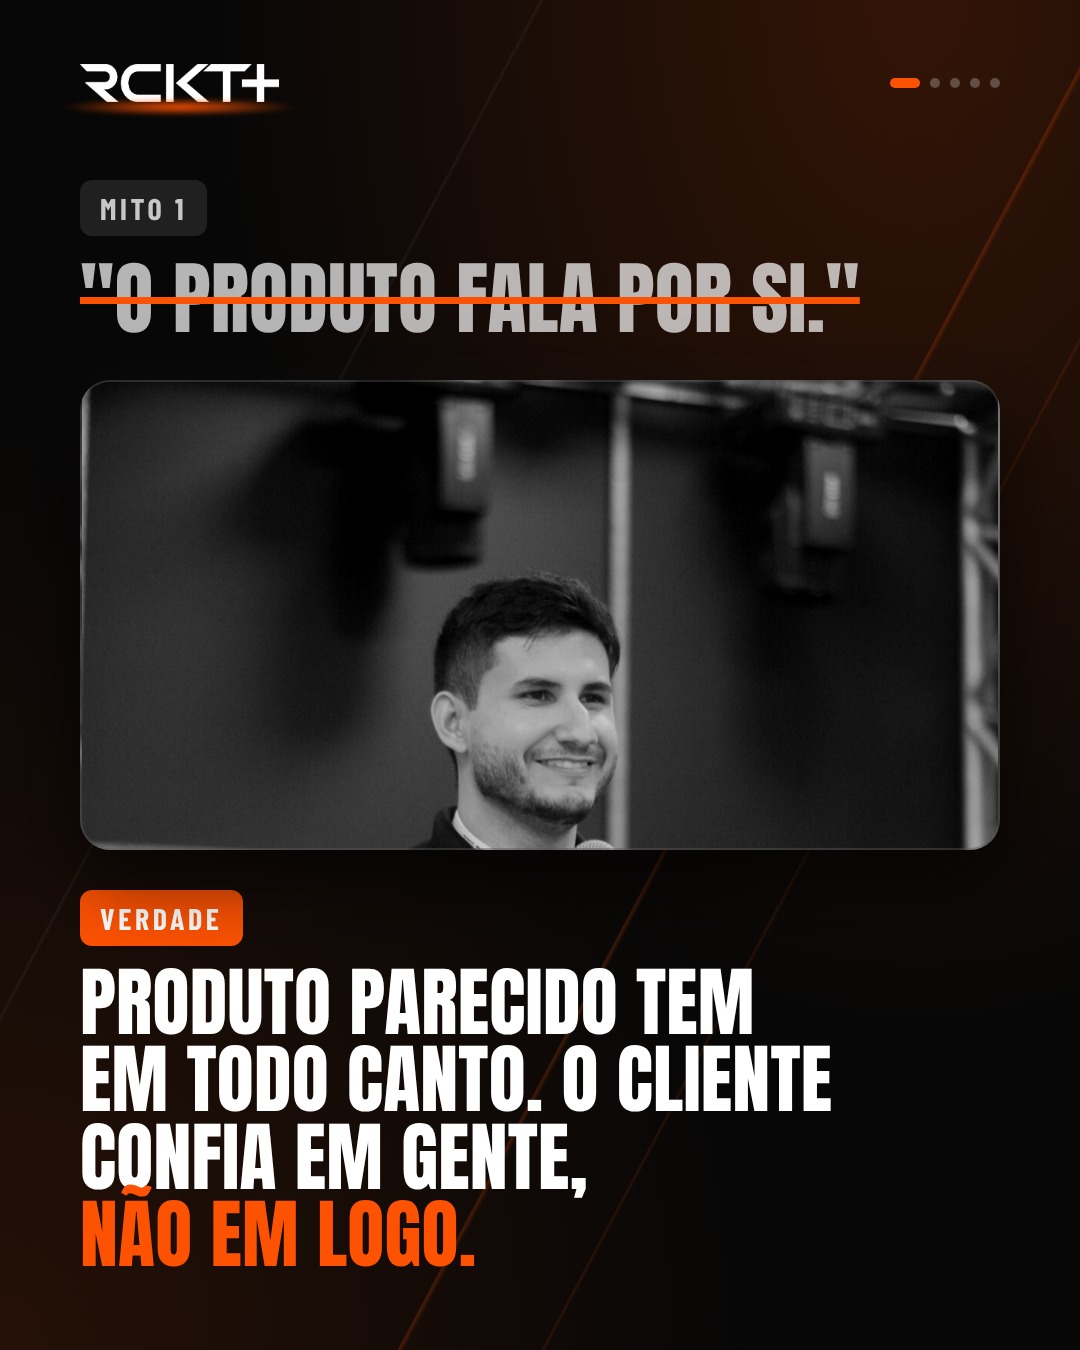 RCKT+
MITO 1
"O PRODUTO FALA POR SI."
VERDADE
PRODUTO PARECIDO TEM
EM TODO CANTO. O CLIENTE
CONFIA EM GENTE,
NÃO EM LOGO.